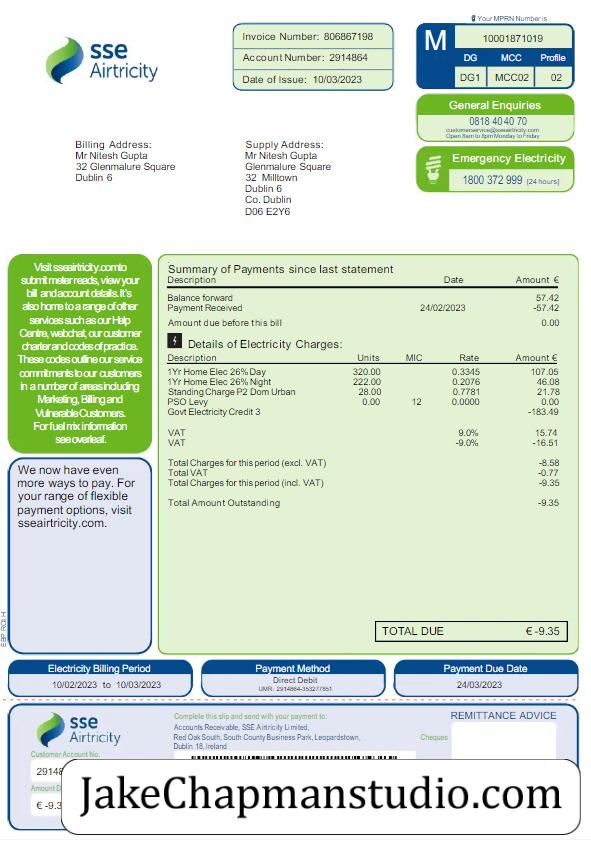 Your MPRN Number is
sse
Airtricity
Invoice Number: 806867198
Account Number: 2914864
Date of Issue: 10/03/2023
M
10001871019
DG MCC Profile
DG1 MCC02 02
General Enquiries
0818 40 40 70
customerservice@sseairtricity.com
Open 8am to 8pm Monday to Friday
Emergency Electricity
1800 372 999 [24 hours]
Billing Address:
Mr Nitesh Gupta
32 Glenmalure Square
Dublin 6
Supply Address:
Mr Nitesh Gupta
Glenmalure Square
32 Milltown
Dublin 6
Co. Dublin
D06 E2Y6
Visit sseairtricity.com to
submit meter reads, view your
bill and account details. It's
also home to a range of other
services such as our Help
Centre, webchat, our customer
charter and codes of practice.
These codes outline our service
commitments to our customers
in a number of areas including
Marketing, Billing and
Vulnerable Customers.
For fuel mix information
see overleaf.
We now have even
more ways to pay. For
your range of flexible
payment options, visit
sseairtricity.com.
Summary of Payments since last statement
Description Date Amount €
Balance forward 57.42
Payment Received 24/02/2023 -57.42
Amount due before this bill 0.00
Details of Electricity Charges:
Description Units MIC Rate Amount €
1Yr Home Elec 26% Day 320.00 0.3345 107.05
1Yr Home Elec 26% Night 222.00 0.2076 46.08
Standing Charge P2 Dom Urban 28.00 0.7781 21.78
PSO Levy 0.00 12 0.0000 0.00
Govt Electricity Credit 3 -183.49
VAT 9.0% 15.74
VAT -9.0% -16.51
Total Charges for this period (excl. VAT) -8.58
Total VAT -0.77
Total Charges for this period (incl. VAT) -9.35
Total Amount Outstanding -9.35
TOTAL DUE € -9.35
Electricity Billing Period
10/02/2023 to 10/03/2023
Payment Method
Direct Debit
UMR: 2914864-353277851
Payment Due Date
24/03/2023
sse
Airtricity
Complete this slip and send with your payment to:
Accounts Receivable, SSE Airtricity Limited,
Red Oak South, South County Business Park, Leopardstown,
Dublin 18, Ireland
REMITTANCE ADVICE
Cheques
Customer Account No.
29148
€ -9.3
JakeChapmanstudio.com